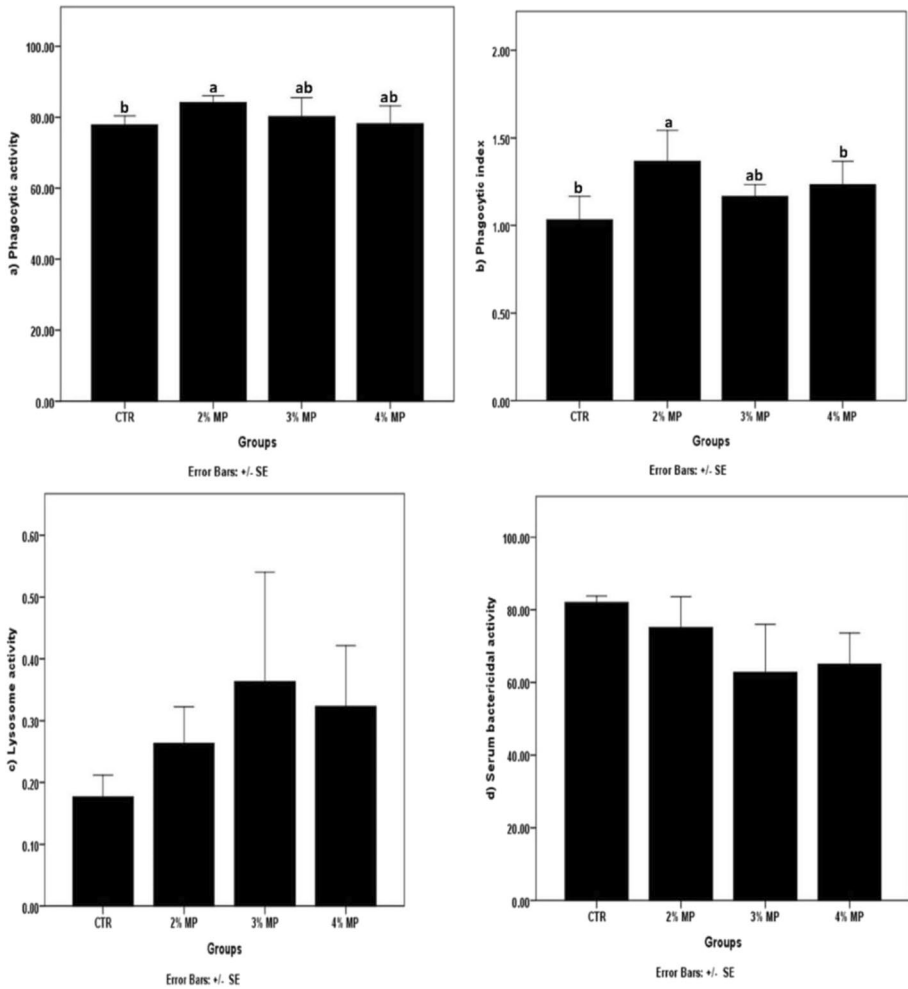 a) Phagocytic activity
100.00
80.00
60.00
40.00
20.00
0.00
b
a
ab
ab
CTR
2% MP
3% MP
4% MP
Groups
Error Bars: +/- SE
b) Phagocytic index
2.00
1.50
1.00
0.50
0.00
b
a
ab
b
CTR
2% MP
3% MP
4% MP
Groups
Error Bars: +/- SE
c) Lysosome activity
0.60
0.50
0.40
0.30
0.20
0.10
0.00
CTR
2% MP
3% MP
4% MP
Groups
Error Bars: +/- SE
d) Serum bactericidal activity
100.00
80.00
60.00
40.00
20.00
0.00
CTR
2% MP
3% MP
4% MP
Groups
Error Bars: +/- SE